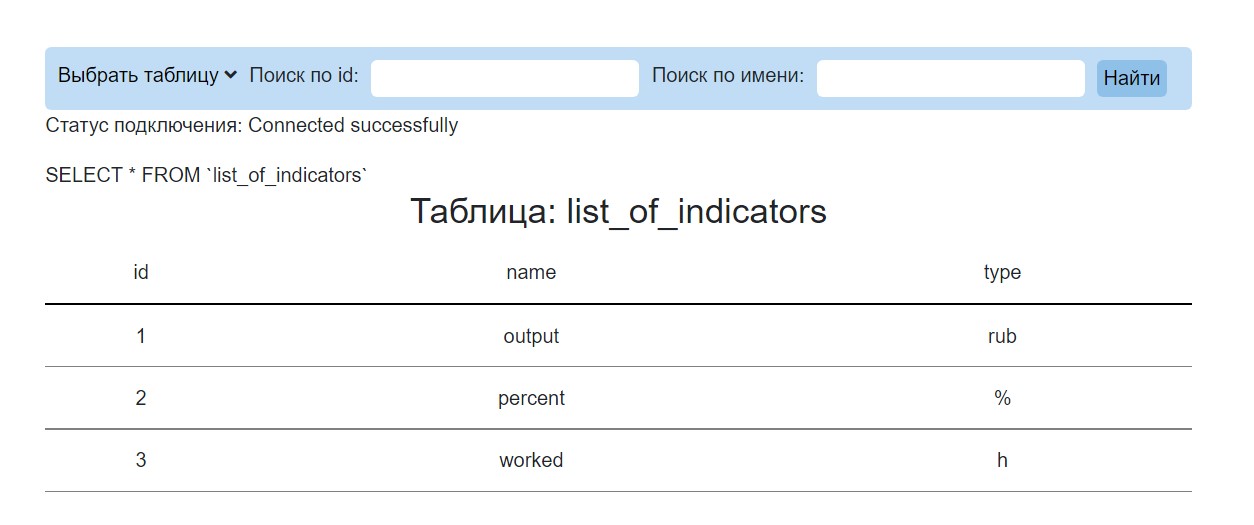 Выбрать таблицу Поиск по id: Поиск по имени: Найти
Статус подключения: Connected successfully
SELECT * FROM `list_of_indicators`
Таблица: list_of_indicators
id name type
1 output rub
2 percent %
3 worked h